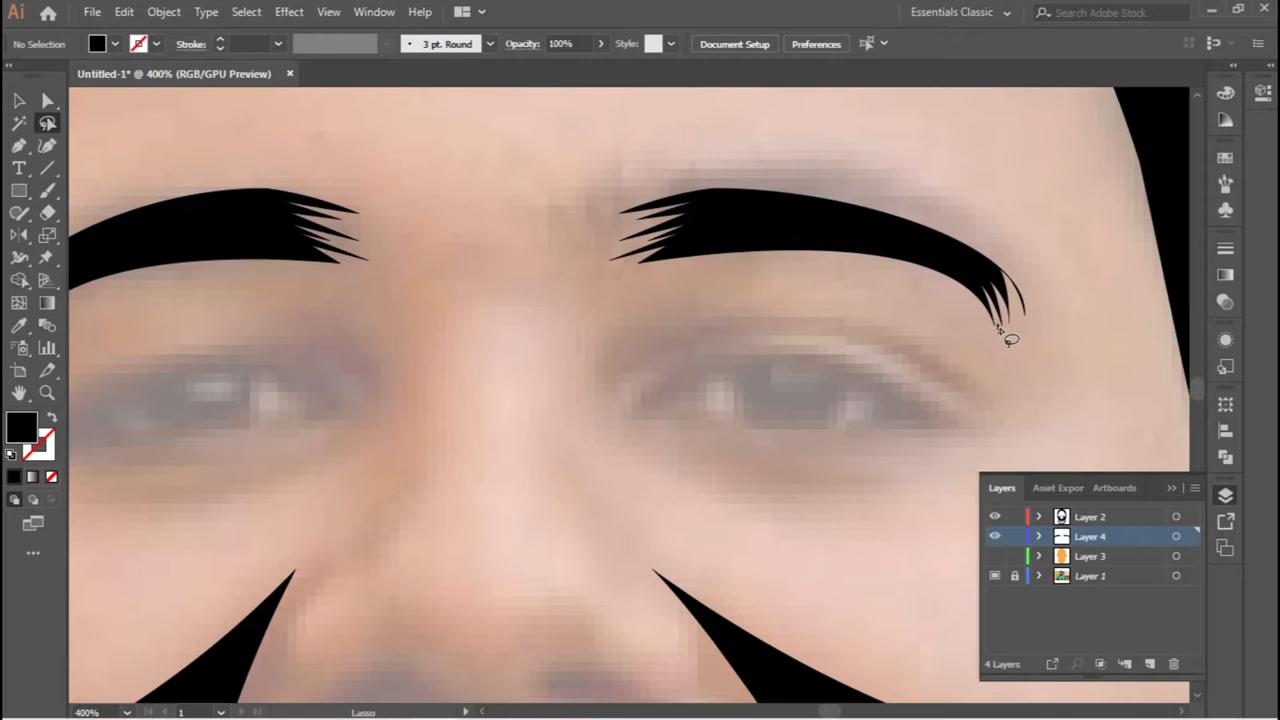 Ai File Edit Object Type Select Effect View Window Help Essentials Classic Search Adobe Stock
No Selection Stroke: 3 pt. Round Opacity: 100% Style: Document Setup Preferences
Untitled-1* @ 400% (RGB/GPU Preview)
Layers Asset Expor Artboards
Layer 2
Layer 4
Layer 3
Layer 1
4 Layers
400% 1 Lasso